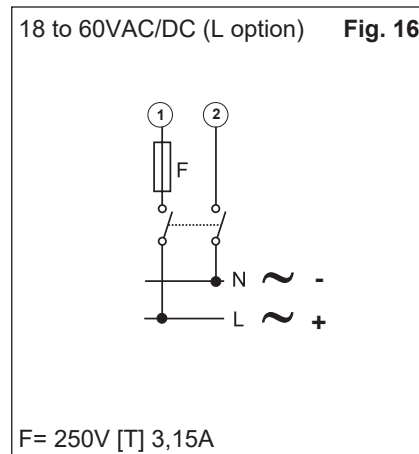 18 to 60VAC/DC (L option) Fig. 16
1 2
F
N ~ -
L ~ +
F= 250V [T] 3,15A